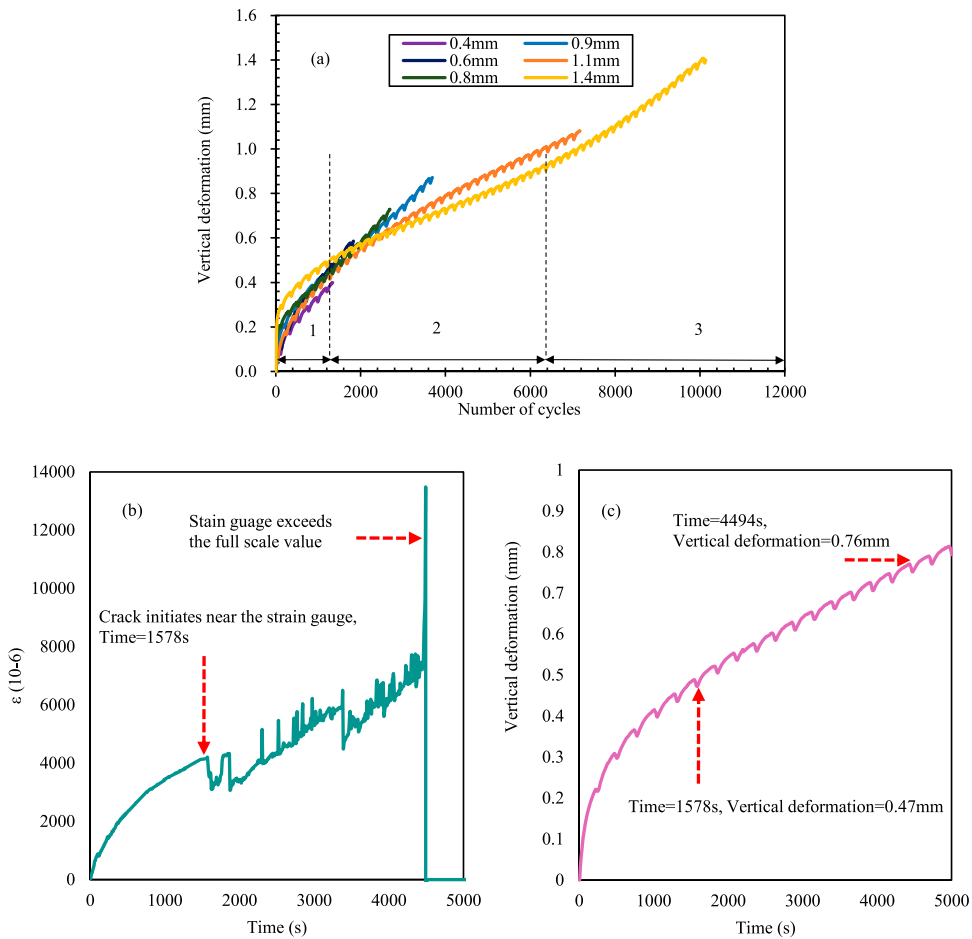 1.6
1.4
1.2
1.0
0.8
0.6
0.4
0.2
0.0
Vertical deformation (mm)
(a)
0.4mm 0.9mm
0.6mm 1.1mm
0.8mm 1.4mm
1 2 3
0 2000 4000 6000 8000 10000 12000
Number of cycles
14000
12000
10000
8000
6000
4000
2000
0
ε (10-6)
(b)
Stain guage exceeds
the full scale value
Crack initiates near the strain gauge,
Time=1578s
0 1000 2000 3000 4000 5000
Time (s)
1
0.9
0.8
0.7
0.6
0.5
0.4
0.3
0.2
0.1
0
Vertical deformation (mm)
(c)
Time=4494s,
Vertical deformation=0.76mm
Time=1578s, Vertical deformation=0.47mm
0 1000 2000 3000 4000 5000
Time (s)